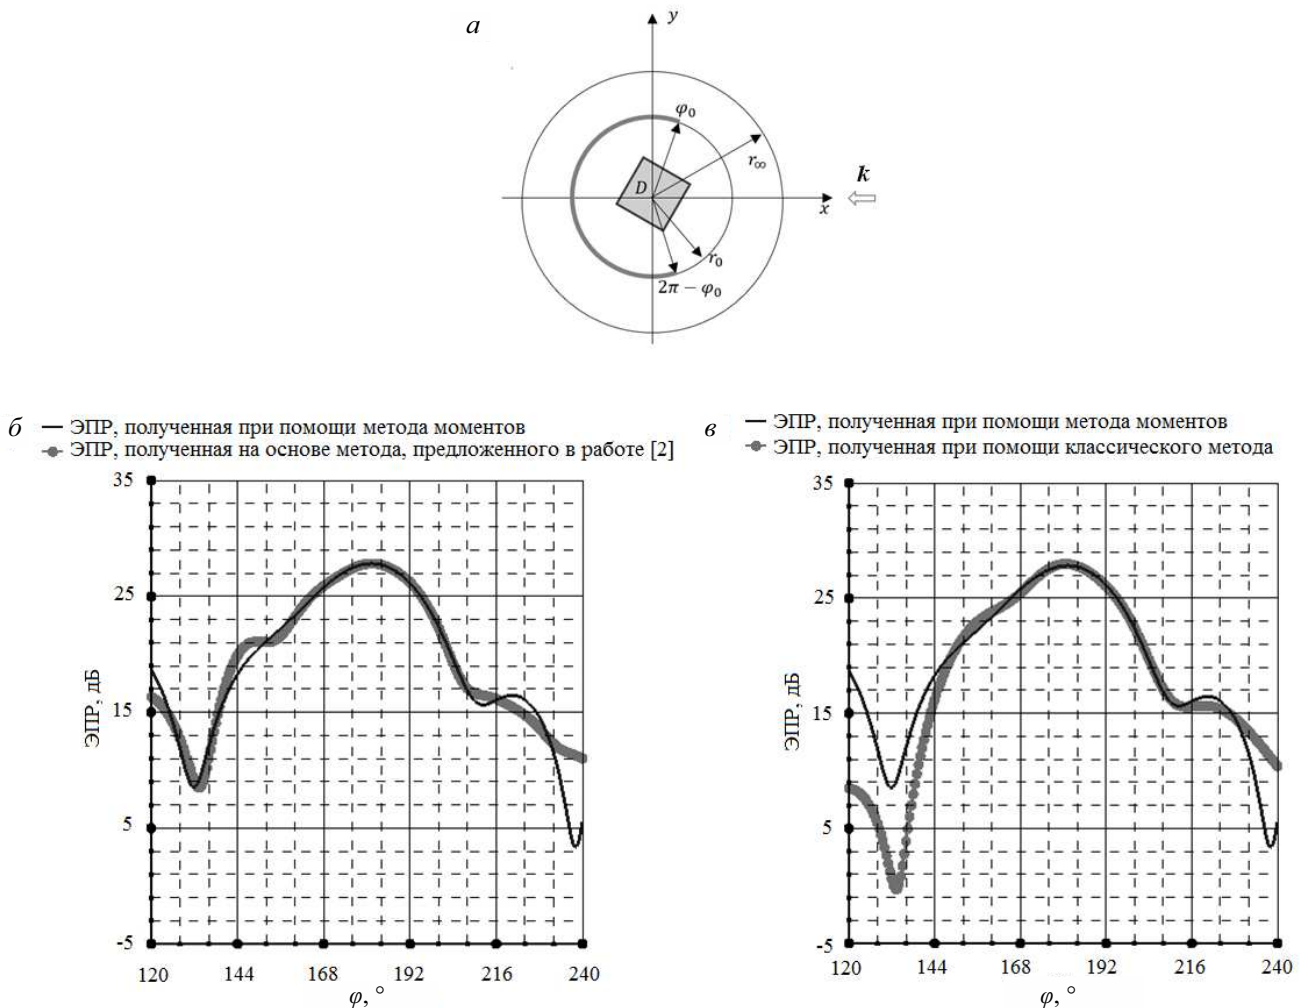 а
y
φ₀
r∞
D
k
x
r₀
2π − φ₀
б
ЭПР, полученная при помощи метода моментов
ЭПР, полученная на основе метода, предложенного в работе [2]
35
25
15
5
-5
ЭПР, дБ
120 144 168 192 216 240
φ, °
в
ЭПР, полученная при помощи метода моментов
ЭПР, полученная при помощи классического метода
35
25
15
5
-5
ЭПР, дБ
120 144 168 192 216 240
φ, °